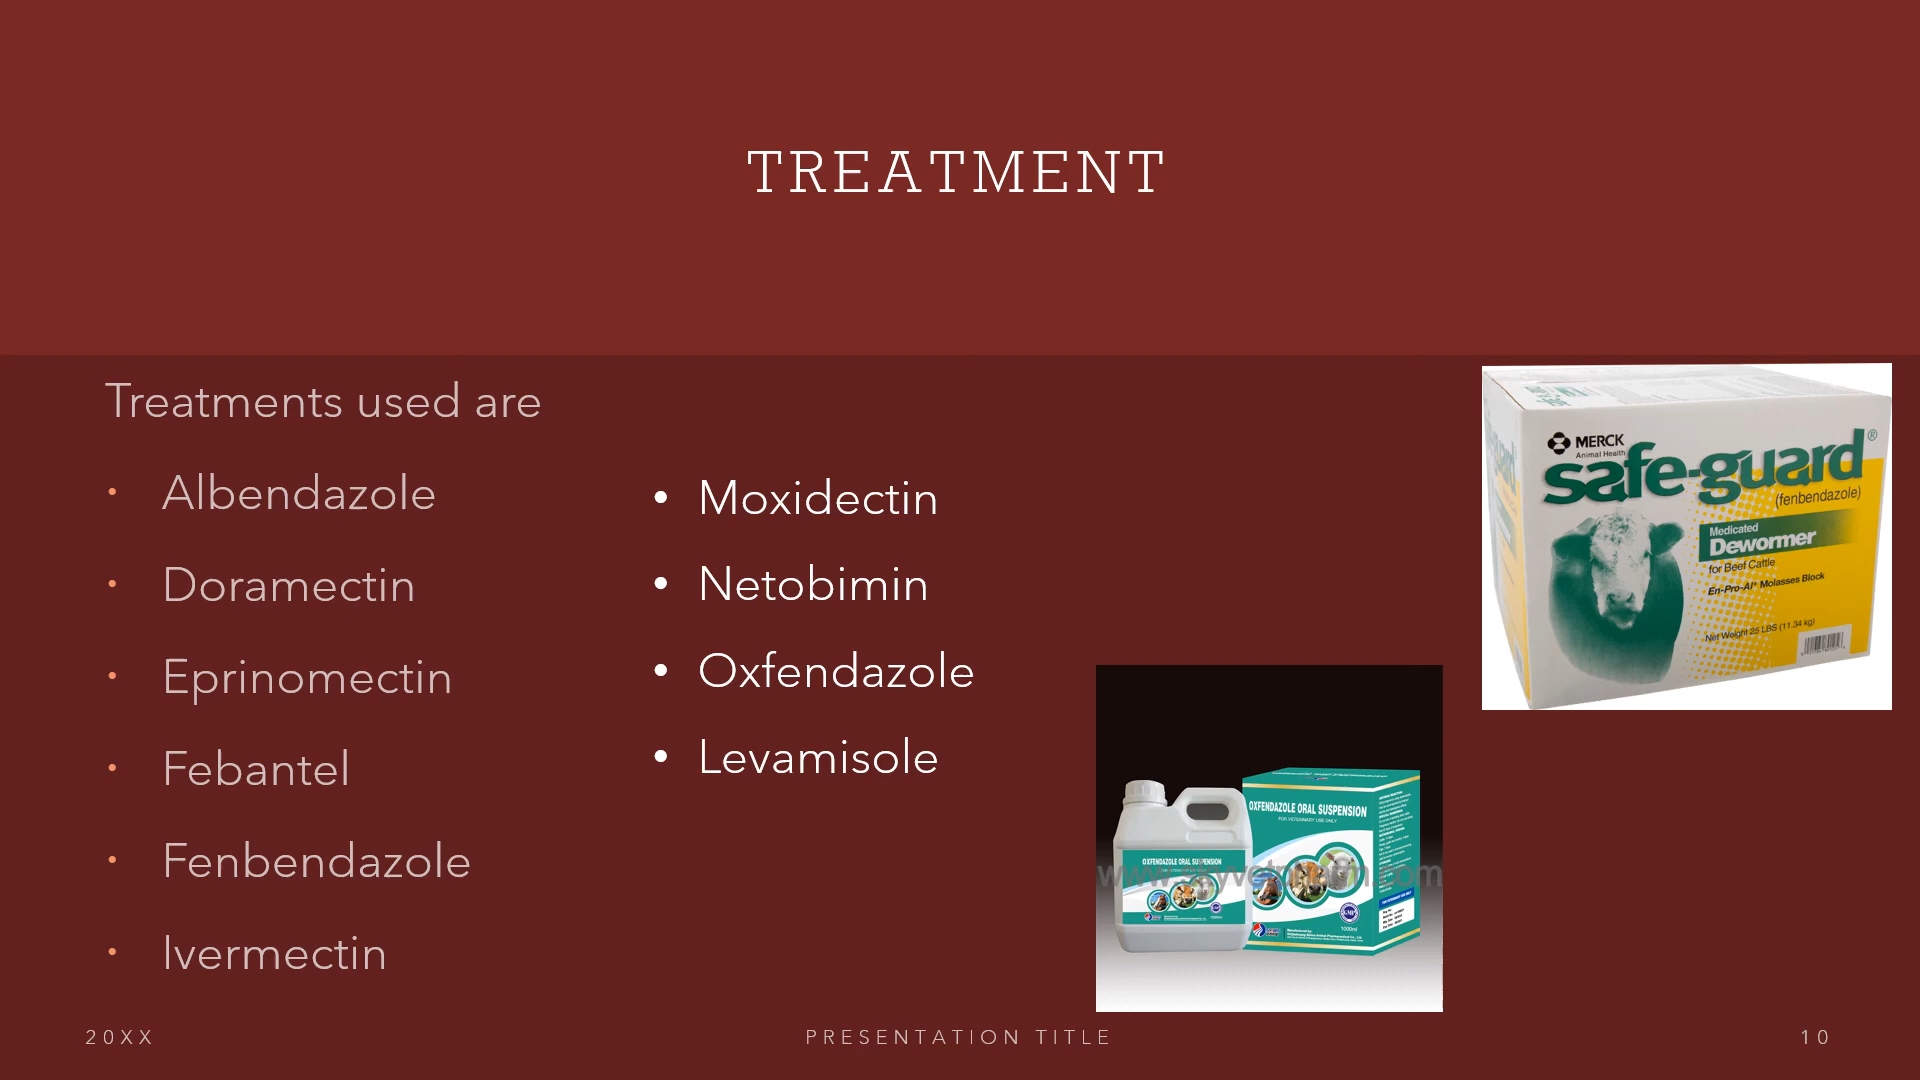 TREATMENT
Treatments used are
• Albendazole
• Doramectin
• Eprinomectin
• Febantel
• Fenbendazole
• Ivermectin
• Moxidectin
• Netobimin
• Oxfendazole
• Levamisole
MERCK
Animal Health
safe-guard®
(fenbendazole)
Medicated
Dewormer
for Beef Cattle
En-Pro-Al® Molasses Block
Net Weight 25 LBS (11.34 kg)
OXFENDAZOLE ORAL SUSPENSION
FOR VETERINARY USE ONLY
OXFENDAZOLE ORAL SUSPENSION
1000ml
20XX
PRESENTATION TITLE
10